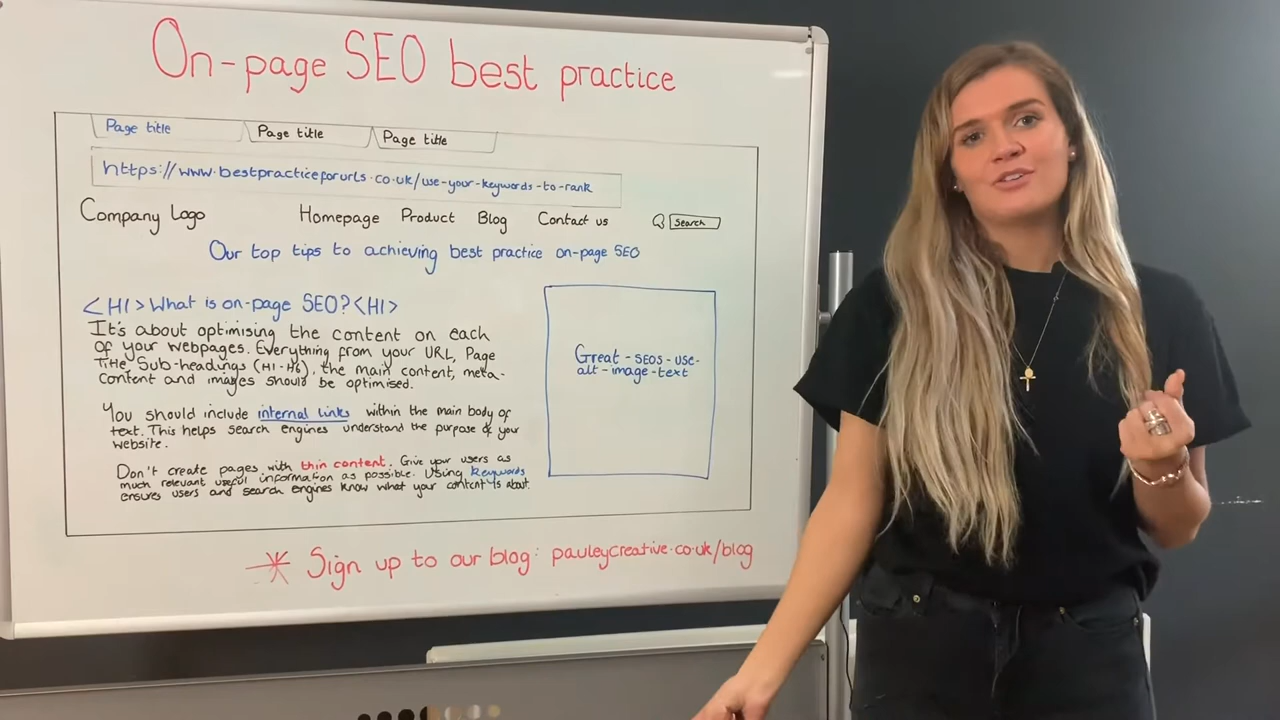 On-page SEO best practice
Page title
Page title
Page title
https://www.bestpracticeforurls.co.uk/use-your-keywords-to-rank
Company Logo
Homepage Product Blog Contact us
Search
Our top tips to achieving best practice on-page SEO
<H1>What is on-page SEO?<H1>
It's about optimising the content on each
of your webpages. Everything from your URL, Page
Title, Sub-headings (H1-H6), the main content, meta-
content and images should be optimised.
You should include internal links within the main body of
text. This helps search engines understand the purpose of your
website.
Don't create pages with thin content. Give your users as
much relevant useful information as possible. Using keywords
ensures users and search engines know what your content is about.
Great-SEOS-use-
alt-image-text
Sign up to our blog: pauleycreative.co.uk/blog